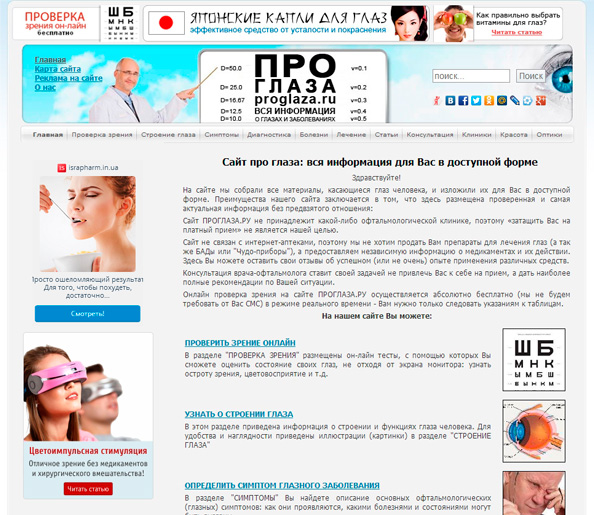 ПРОВЕРКА
зрения он-лайн
бесплатно
Ш Б
М Н К
ЯПОНСКИЕ КАПЛИ ДЛЯ ГЛАЗ
эффективное средство от усталости и покраснения
Как правильно выбрать
витамины для глаз?
Читать статью
Главная
Карта сайта
Реклама на сайте
О нас
D=50.0 ПРО v=0.1
D=25.0 ГЛАЗА v=0.2
D=16.67 proglaza.ru v=0.3
D=12.5 ВСЯ ИНФОРМАЦИЯ v=0.4
D=10.0 О ГЛАЗАХ И ЗАБОЛЕВАНИЯХ v=0.5
поиск...
Поиск
Главная Проверка зрения Строение глаза Симптомы Диагностика Болезни Лечение Статьи Консультация Клиники Красота Оптики
israpharm.in.ua
Просто ошеломляющий результат
Для того, чтобы похудеть,
достаточно...
Смотреть!
Цветоимпульсная стимуляция
Отличное зрение без медикаментов
и хирургического вмешательства!
Читать статью
Сайт про глаза: вся информация для Вас в доступной форме
Здравствуйте!
На сайте мы собрали все материалы, касающиеся глаз человека, и изложили их для Вас в доступной
форме. Преимущества нашего сайта заключается в том, что здесь размещена проверенная и самая
актуальная информация без предвзятого отношения:
Сайт ПРОГЛАЗА.РУ не принадлежит какой-либо офтальмологической клинике, поэтому «затащить Вас на
платный прием» не является нашей целью.
Сайт не связан с интернет-аптеками, поэтому мы не хотим продать Вам препараты для лечения глаз (а так
же БАДы или "Чудо-приборы"), а предоставляем независимую информацию о медикаментах и их действии.
Здесь Вы можете оставить свои отзывы об успешном (или не очень) опыте применения различных средств.
Консультация врача-офтальмолога ставит своей задачей не привлечь Вас к себе на прием, а дать наиболее
полные рекомендации по Вашей ситуации.
Онлайн проверка зрения на сайте ПРОГЛАЗА.РУ осуществляется абсолютно бесплатно (мы не будем
требовать от Вас СМС) в режиме реального времени - Вам нужно только следовать указаниям к таблицам.
На нашем сайте Вы можете:
ПРОВЕРИТЬ ЗРЕНИЕ ОНЛАЙН
В разделе "ПРОВЕРКА ЗРЕНИЯ" размещены он-лайн тесты, с помощью которых Вы
сможете оценить состояние своих глаз, не отходя от экрана монитора: узнать
остроту зрения, цветовосприятие и т.д.
Ш Б
М Н К
Ы М Б Ш
УЗНАТЬ О СТРОЕНИИ ГЛАЗА
В этом разделе приведена информация о строении и функциях глаза человека. Для
удобства и наглядности приведены иллюстрации (картинки) в разделе "СТРОЕНИЕ
ГЛАЗА"
ОПРЕДЕЛИТЬ СИМПТОМ ГЛАЗНОГО ЗАБОЛЕВАНИЯ
В разделе "СИМПТОМЫ" Вы найдете описание основных офтальмологических
(глазных) симптомов: как они проявляются, какими болезнями и состояниями могут